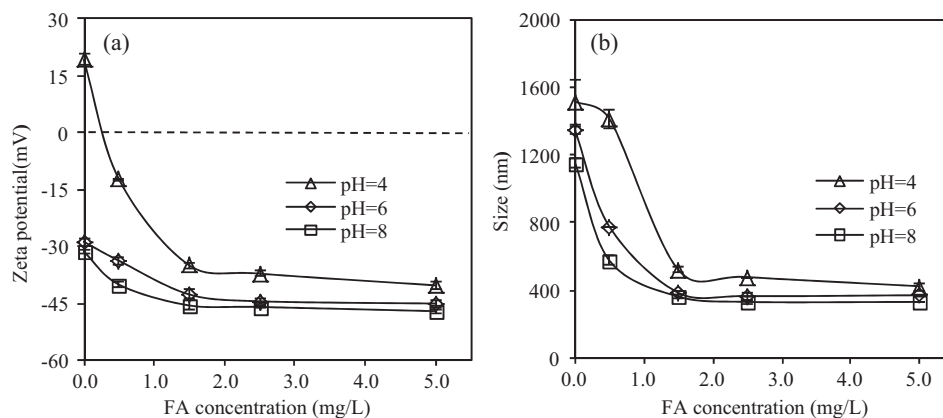 (a)
30
15
0
-15
-30
-45
-60
Zeta potential(mV)
pH=4
pH=6
pH=8
0.0 1.0 2.0 3.0 4.0 5.0
FA concentration (mg/L)
(b)
2000
1600
1200
800
400
0
Size (nm)
pH=4
pH=6
pH=8
0.0 1.0 2.0 3.0 4.0 5.0
FA concentration (mg/L)